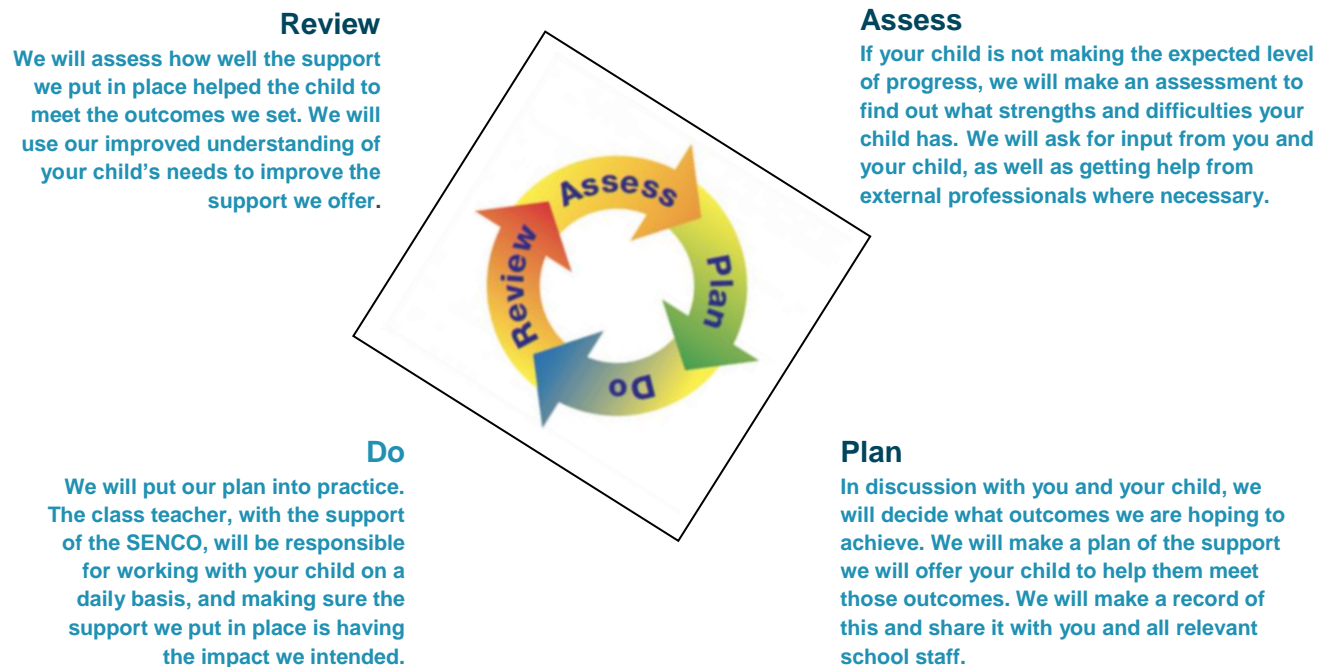 Review
We will assess how well the support
we put in place helped the child to
meet the outcomes we set. We will
use our improved understanding of
your child’s needs to improve the
support we offer.
Assess
If your child is not making the expected level
of progress, we will make an assessment to
find out what strengths and difficulties your
child has. We will ask for input from you and
your child, as well as getting help from
external professionals where necessary.
Assess
Plan
Do
Review
Do
We will put our plan into practice.
The class teacher, with the support
of the SENCO, will be responsible
for working with your child on a
daily basis, and making sure the
support we put in place is having
the impact we intended.
Plan
In discussion with you and your child, we
will decide what outcomes we are hoping to
achieve. We will make a plan of the support
we will offer your child to help them meet
those outcomes. We will make a record of
this and share it with you and all relevant
school staff.